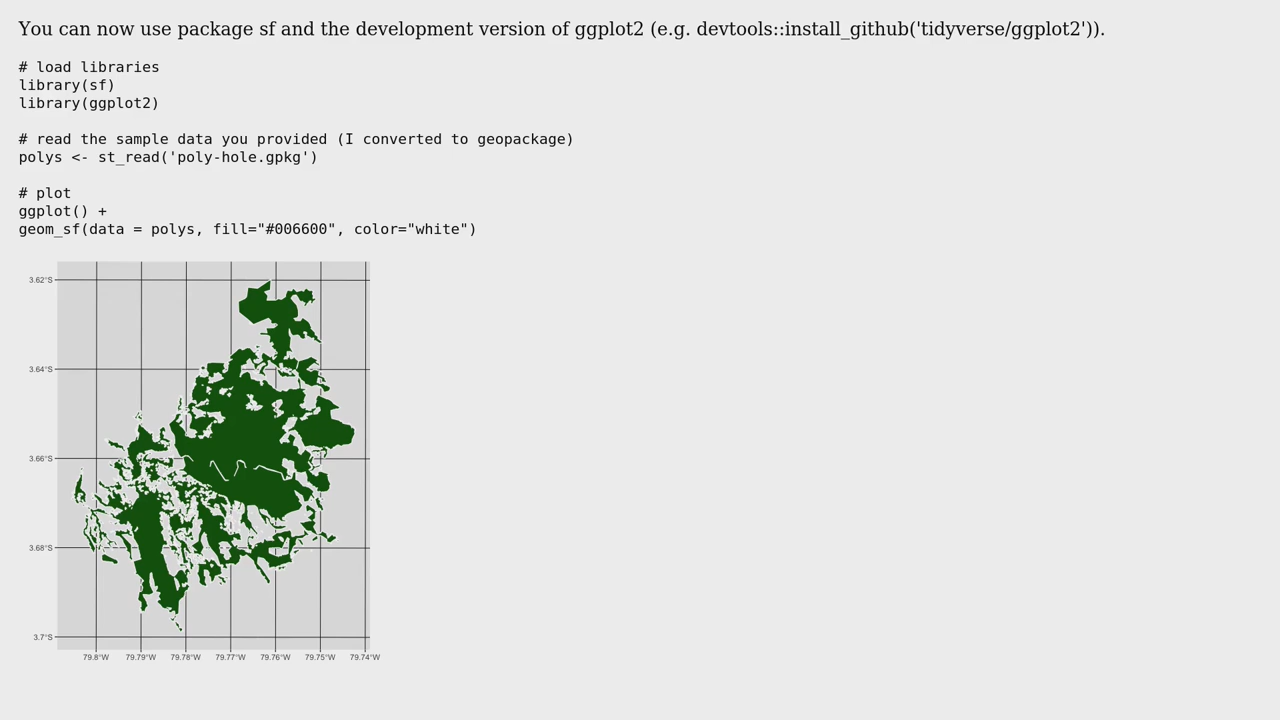 You can now use package sf and the development version of ggplot2 (e.g. devtools::install_github('tidyverse/ggplot2')).
# load libraries
library(sf)
library(ggplot2)
# read the sample data you provided (I converted to geopackage)
polys <- st_read('poly-hole.gpkg')
# plot
ggplot() +
geom_sf(data = polys, fill="#006600", color="white")
3.62°S
3.64°S
3.66°S
3.68°S
3.7°S
79.8°W 79.79°W 79.78°W 79.77°W 79.76°W 79.75°W 79.74°W